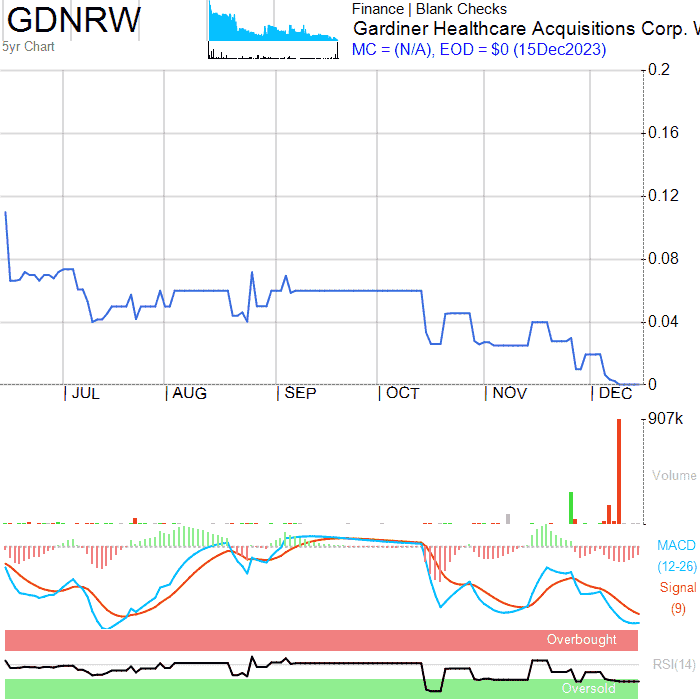 GDNRW
5yr Chart
Finance | Blank Checks
Gardiner Healthcare Acquisitions Corp. W
MC = (N/A), EOD = $0 (15Dec2023)
0.2
0.16
0.12
0.08
0.04
0
JUL AUG SEP OCT NOV DEC
907k
Volume
MACD
(12-26)
Signal
(9)
Overbought
RSI(14)
Oversold